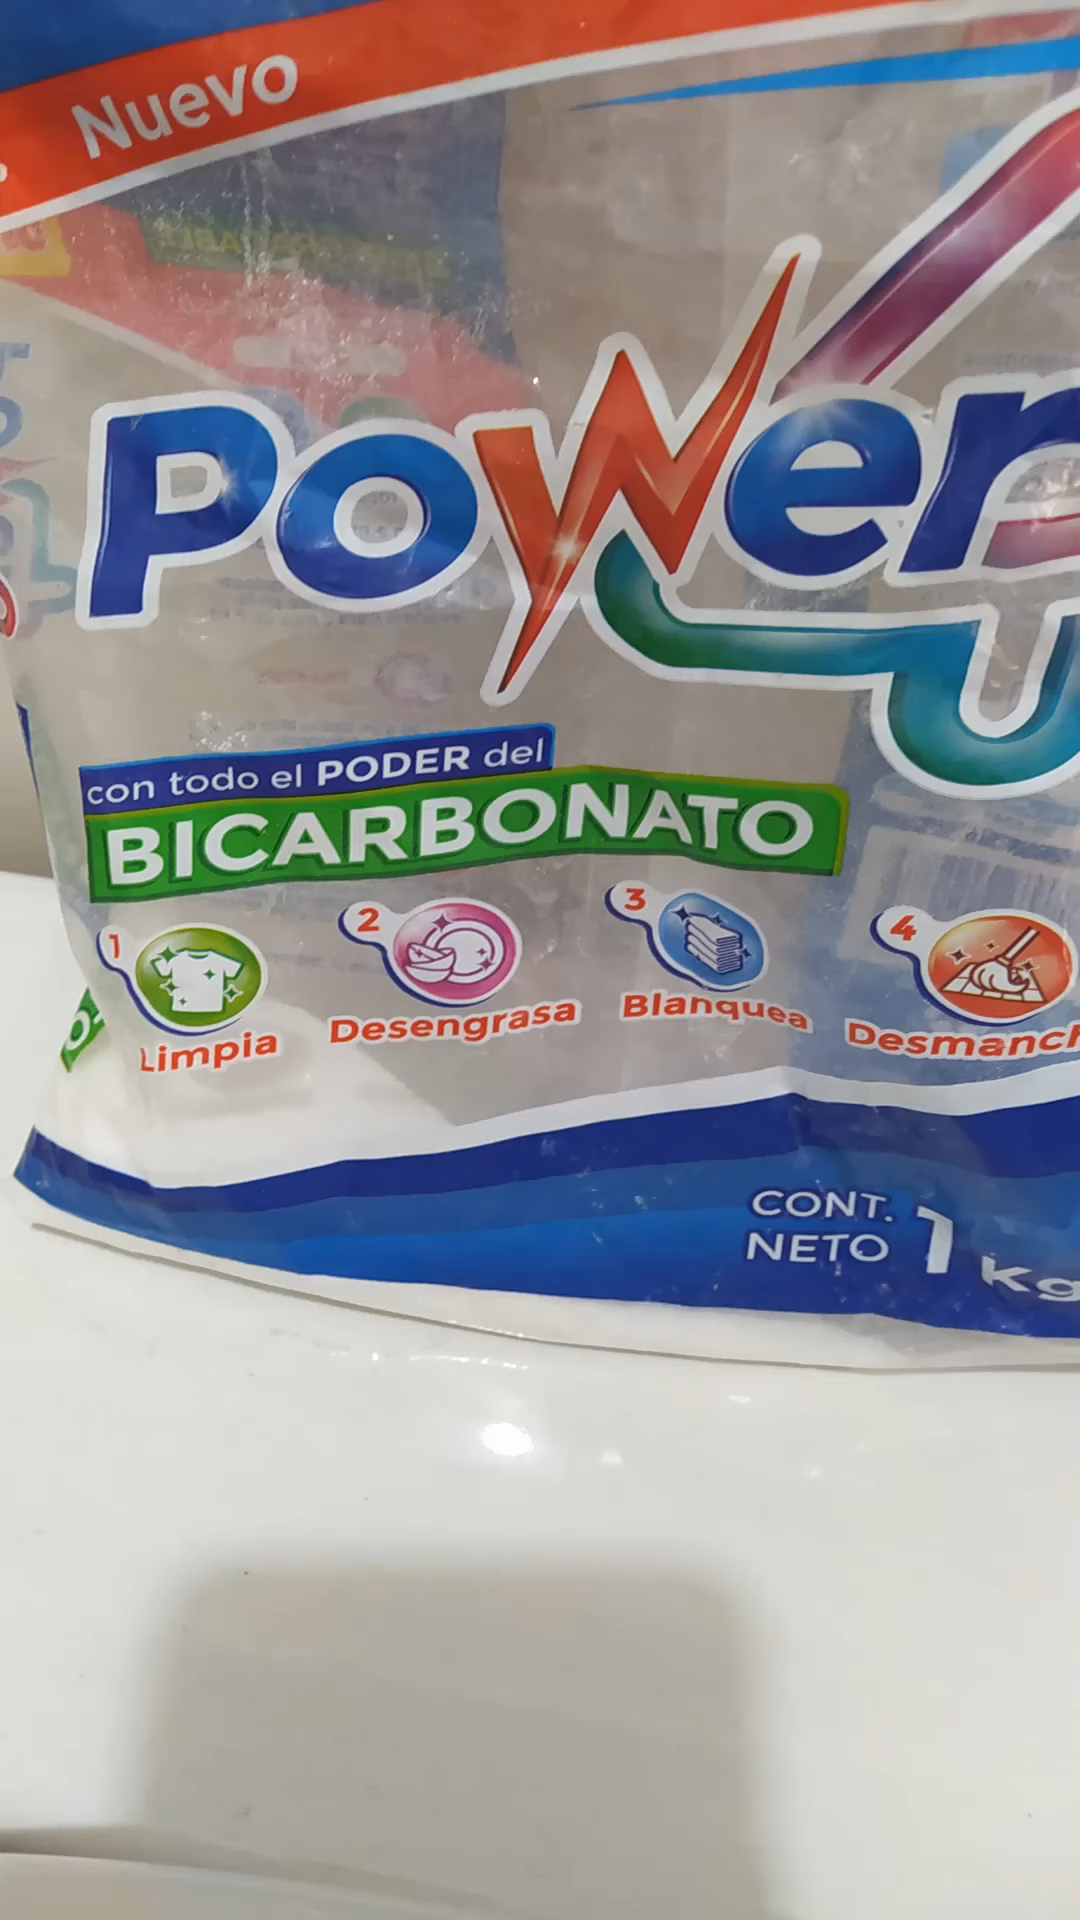 Nuevo
Power
con todo el PODER del
BICARBONATO
1
2
3
4
Limpia
Desengrasa
Blanquea
Desmanch
CONT.
NETO 1 kg